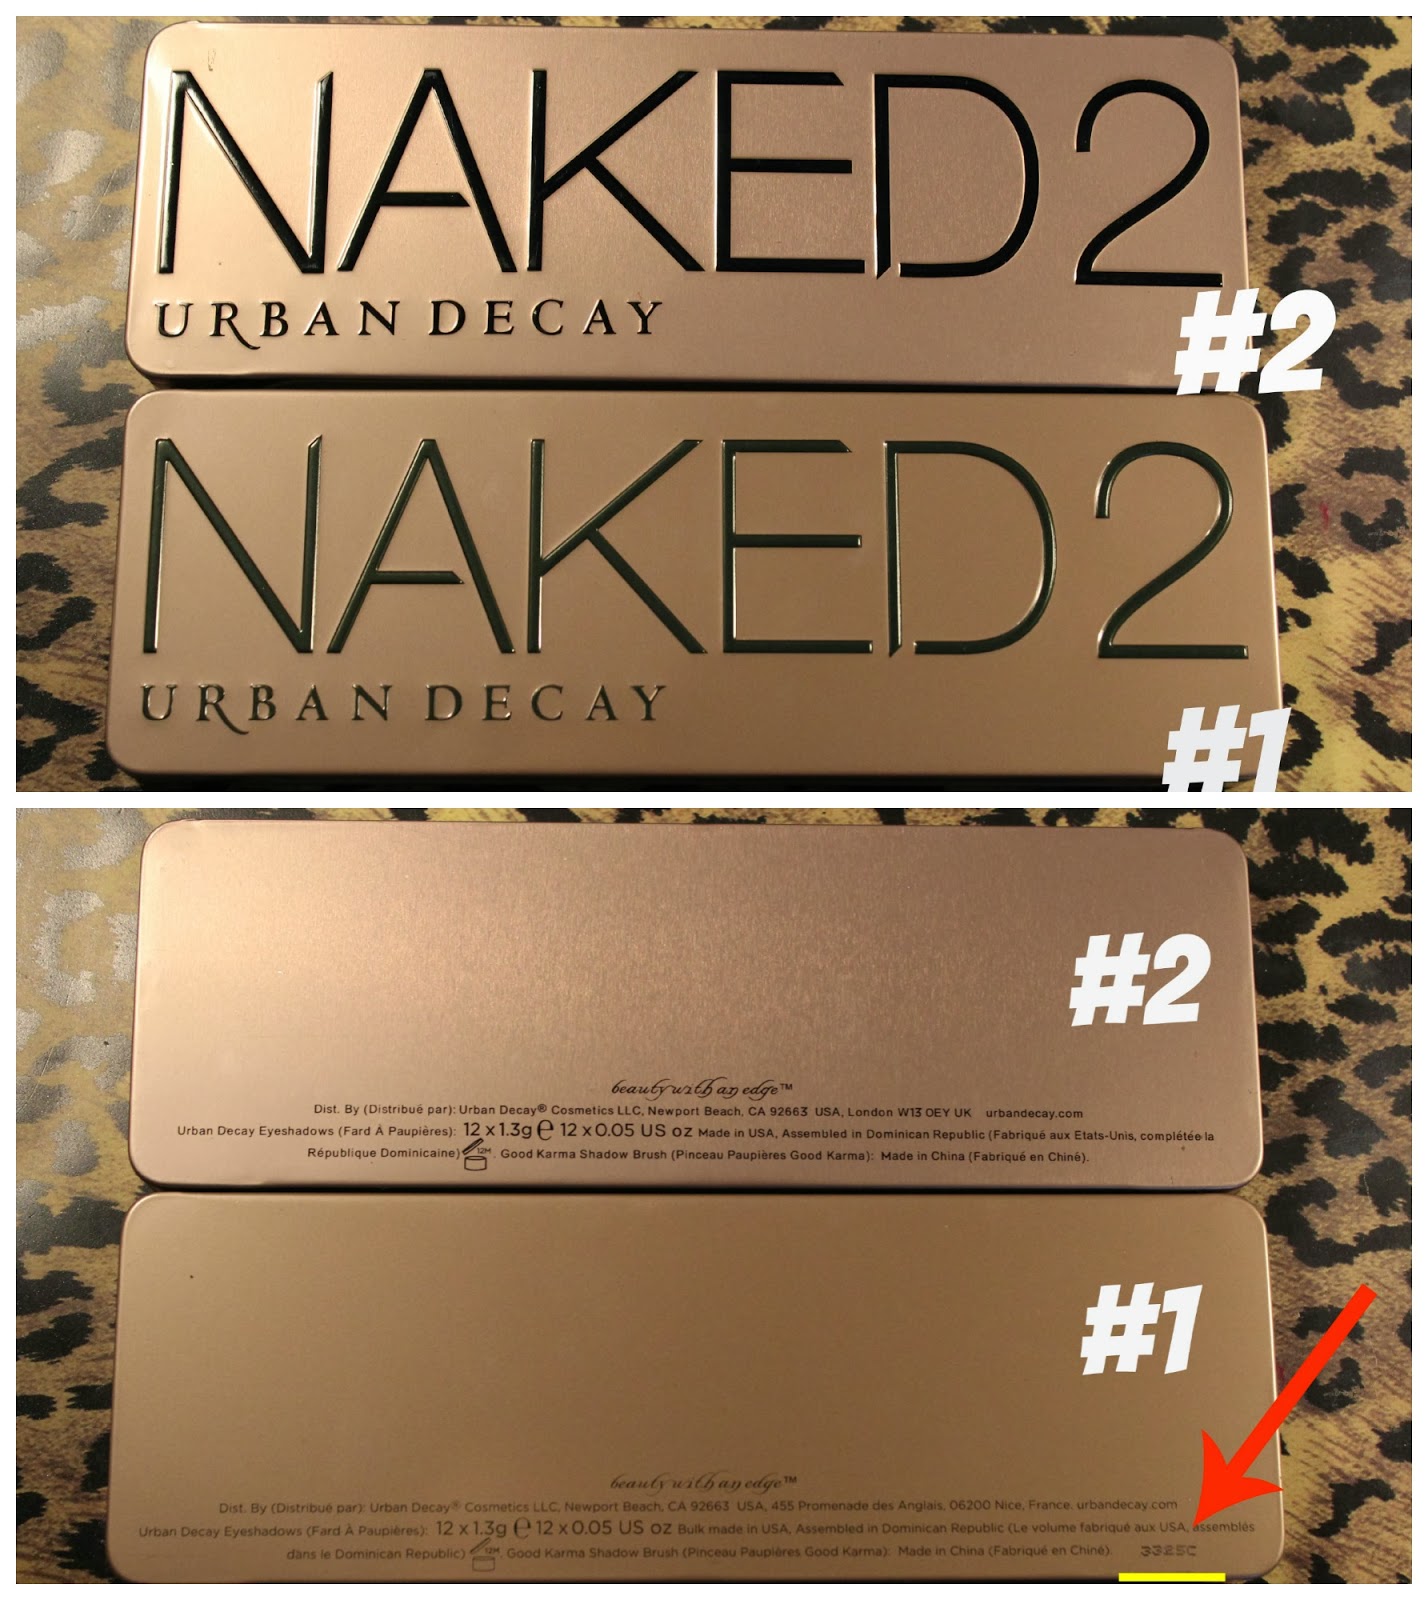 NAKED2
URBAN DECAY
#2
NAKED2
URBAN DECAY
#1
#2
beauty with an edge™
Dist. By (Distribué par): Urban Decay® Cosmetics LLC, Newport Beach, CA 92663 USA, London W13 OEY UK urbandecay.com
Urban Decay Eyeshadows (Fard À Paupières): 12 x 1.3g ℮ 12 x 0.05 US oz Made in USA, Assembled in Dominican Republic (Fabriqué aux Etats-Unis, complétée la
République Dominicaine) 12M . Good Karma Shadow Brush (Pinceau Paupières Good Karma): Made in China (Fabriqué en Chiné).
#1
beauty with an edge™
Dist. By (Distribué par): Urban Decay® Cosmetics LLC, Newport Beach, CA 92663 USA, 455 Promenade des Anglais, 06200 Nice, France. urbandecay.com
Urban Decay Eyeshadows (Fard À Paupières): 12 x 1.3g ℮ 12 x 0.05 US oz Bulk made in USA, Assembled in Dominican Republic (Le volume fabriqué aux USA, assemblés
dans le Dominican Republic) 12M . Good Karma Shadow Brush (Pinceau Paupières Good Karma): Made in China (Fabriqué en Chine). 3325C